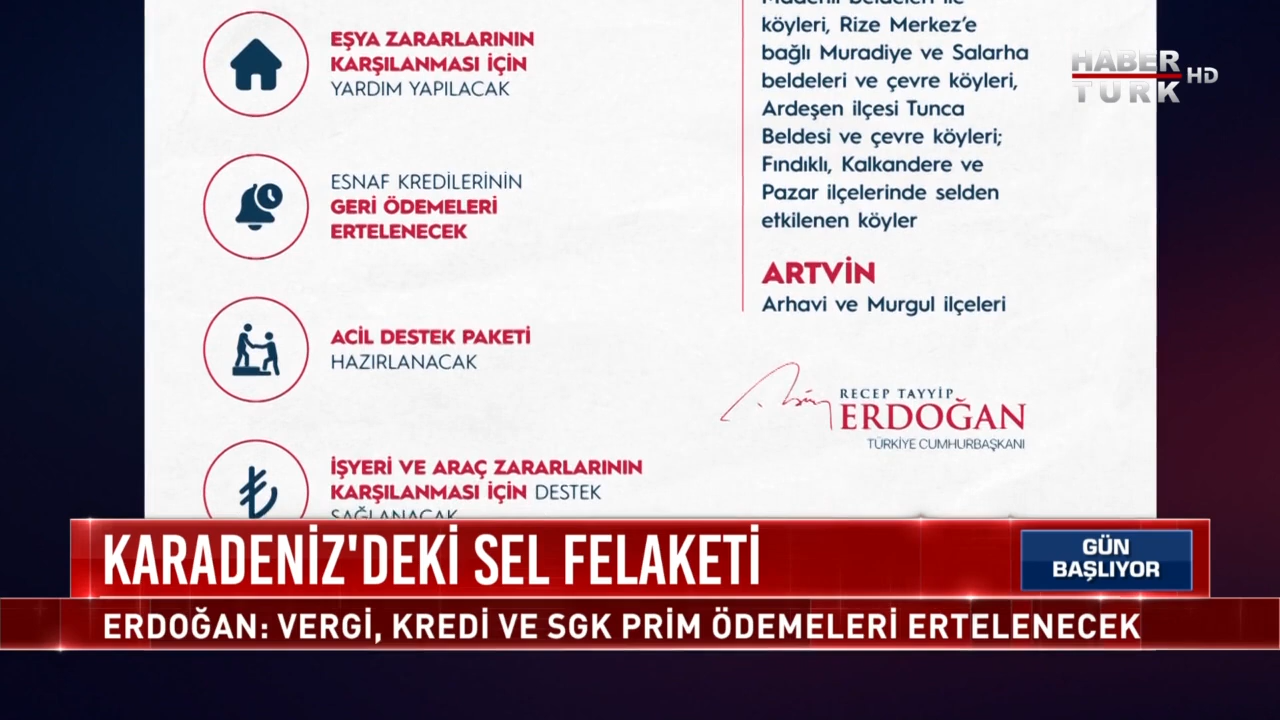 EŞYA ZARARLARININ
KARŞILANMASI İÇİN
YARDIM YAPILACAK
ESNAF KREDİLERİNİN
GERİ ÖDEMELERİ
ERTELENECEK
ACİL DESTEK PAKETİ
HAZIRLANACAK
İŞYERİ VE ARAÇ ZARARLARININ
KARŞILANMASI İÇİN DESTEK
SAĞLANACAK
beldeleri ile
köyleri, Rize Merkez'e
bağlı Muradiye ve Salarha
beldeleri ve çevre köyleri,
Ardeşen ilçesi Tunca
Beldesi ve çevre köyleri;
Fındıklı, Kalkandere ve
Pazar ilçelerinde selden
etkilenen köyler
ARTVİN
Arhavi ve Murgul ilçeleri
RECEP TAYYİP
ERDOĞAN
TÜRKİYE CUMHURBAŞKANI
HABER
TURK HD
KARADENİZ'DEKİ SEL FELAKETİ
GÜN
BAŞLIYOR
ERDOĞAN: VERGİ, KREDİ VE SGK PRİM ÖDEMELERİ ERTELENECEK